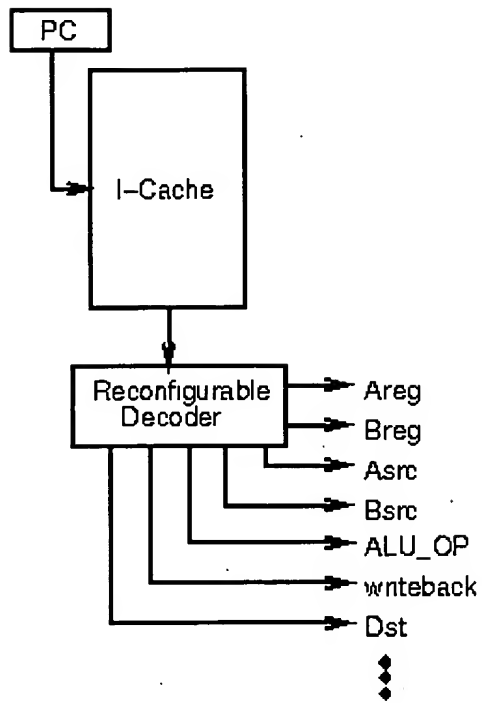 PC
I-Cache
Reconfigurable
Decoder
Areg
Breg
Asrc
Bsrc
ALU_OP
writeback
Dst